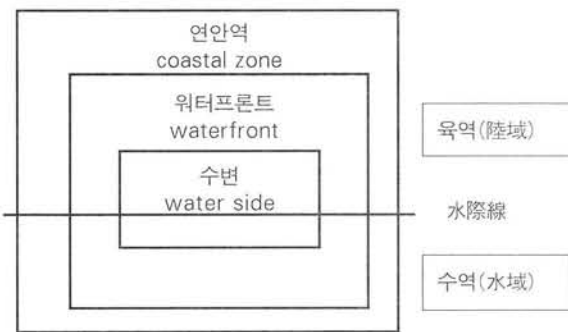 연안역
coastal zone
워터프론트
waterfront
육역(陸域)
수변
water side
水際線
수역(水域)